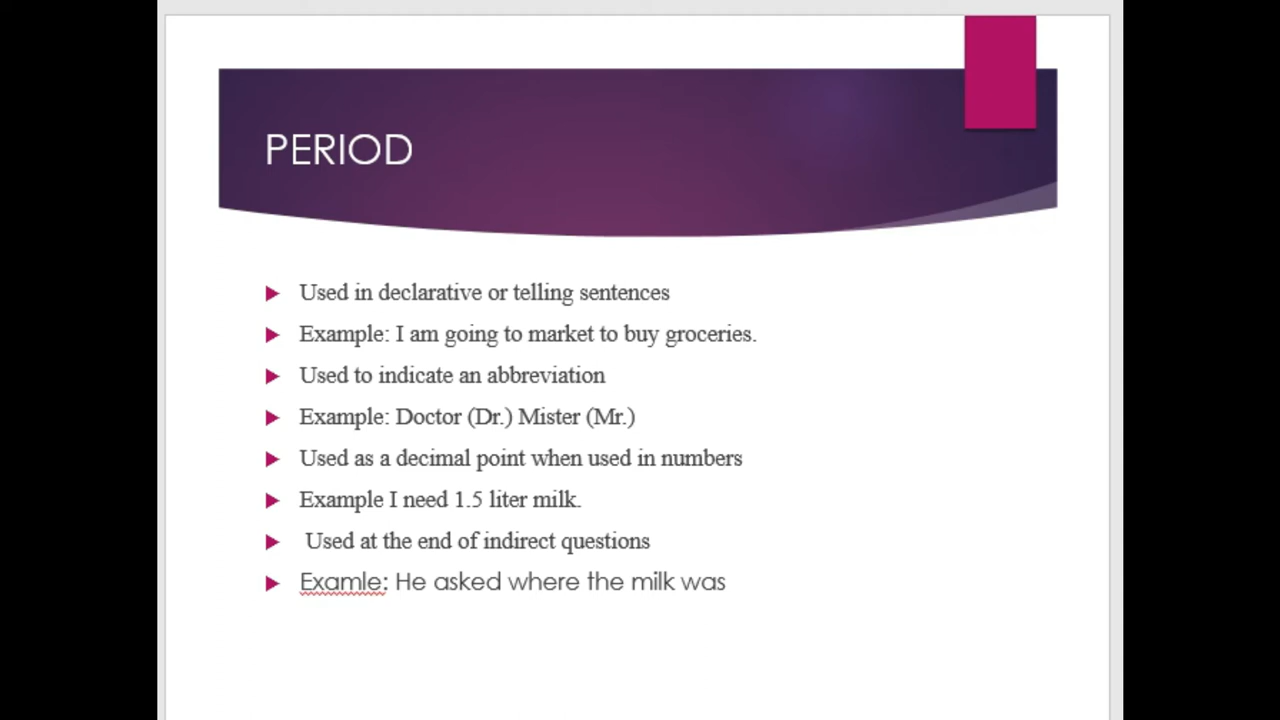 PERIOD
Used in declarative or telling sentences
Example: I am going to market to buy groceries.
Used to indicate an abbreviation
Example: Doctor (Dr.) Mister (Mr.)
Used as a decimal point when used in numbers
Example I need 1.5 liter milk.
Used at the end of indirect questions
Examle: He asked where the milk was